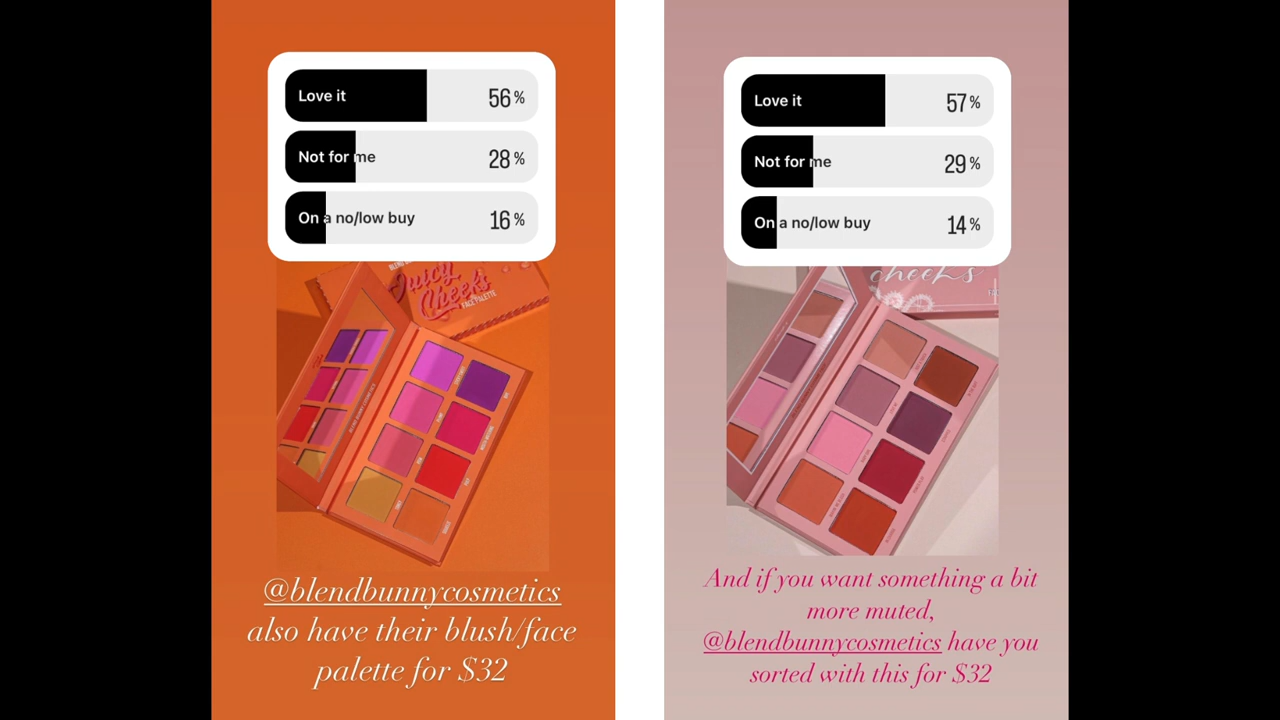 Love it 56%
Not for me 28%
On a no/low buy 16%
Juicy
Cheeks
FACE PALETTE
@blendbunnycosmetics
also have their blush/face
palette for $32
Love it 57%
Not for me 29%
On a no/low buy 14%
cheeks
And if you want something a bit
more muted,
@blendbunnycosmetics have you
sorted with this for $32